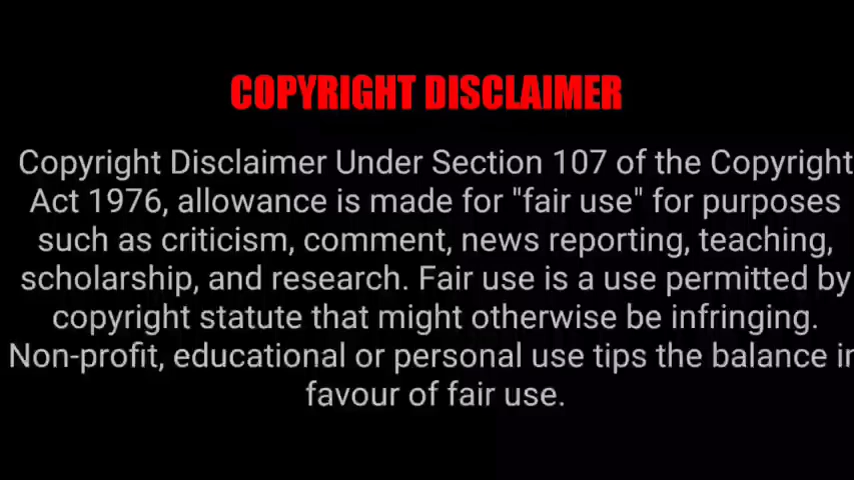 COPYRIGHT DISCLAIMER
Copyright Disclaimer Under Section 107 of the Copyright
Act 1976, allowance is made for "fair use" for purposes
such as criticism, comment, news reporting, teaching,
scholarship, and research. Fair use is a use permitted by
copyright statute that might otherwise be infringing.
Non-profit, educational or personal use tips the balance in
favour of fair use.